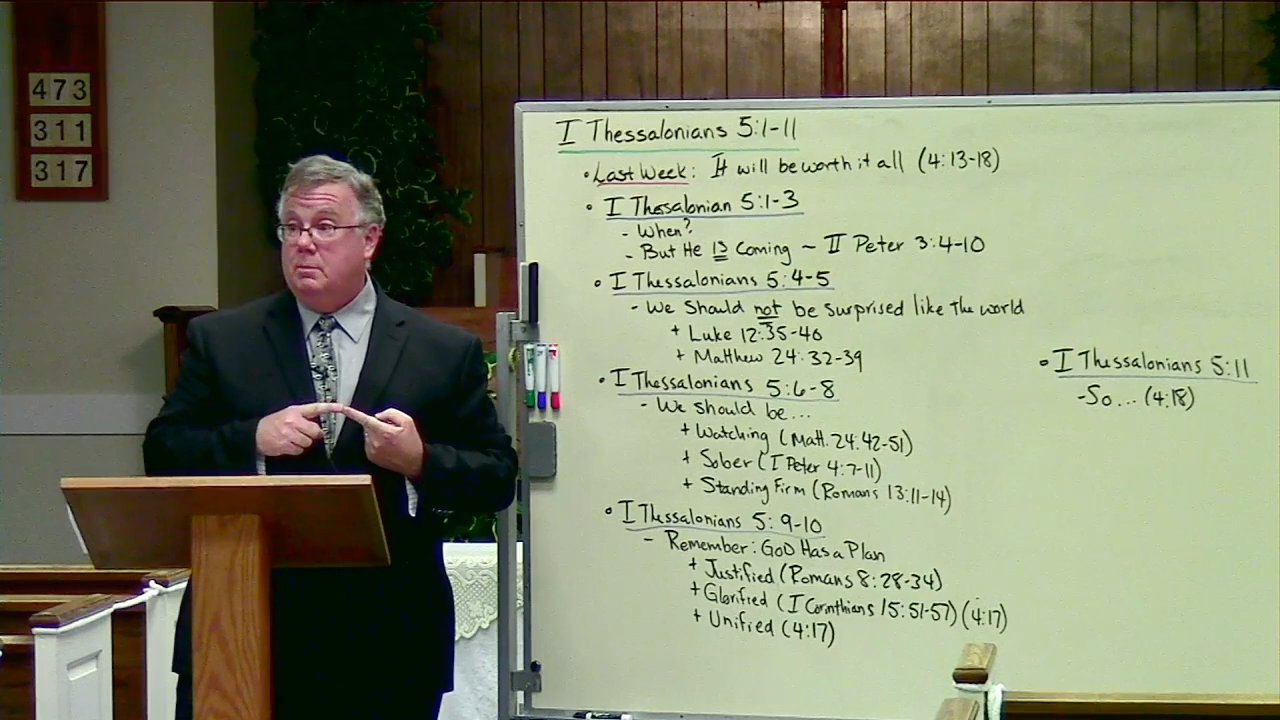 473
311
317
I Thessalonians 5:1-11
• Last Week: It will be worth it all (4:13-18)
• I Thessalonian 5:1-3
- When?
- But He is Coming ~ II Peter 3:4-10
• I Thessalonians 5:4-5
- We Should not be surprised like the world
+ Luke 12:35-40
+ Matthew 24:32-39
• I Thessalonians 5:6-8
- We should be...
+ Watching (Matt. 24:42-51)
+ Sober (I Peter 4:7-11)
+ Standing Firm (Romans 13:11-14)
• I Thessalonians 5:9-10
- Remember: God Has a Plan
+ Justified (Romans 8:28-34)
+ Glorified (I Corinthians 15:51-57) (4:17)
+ Unified (4:17)
• I Thessalonians 5:11
- So... (4:18)